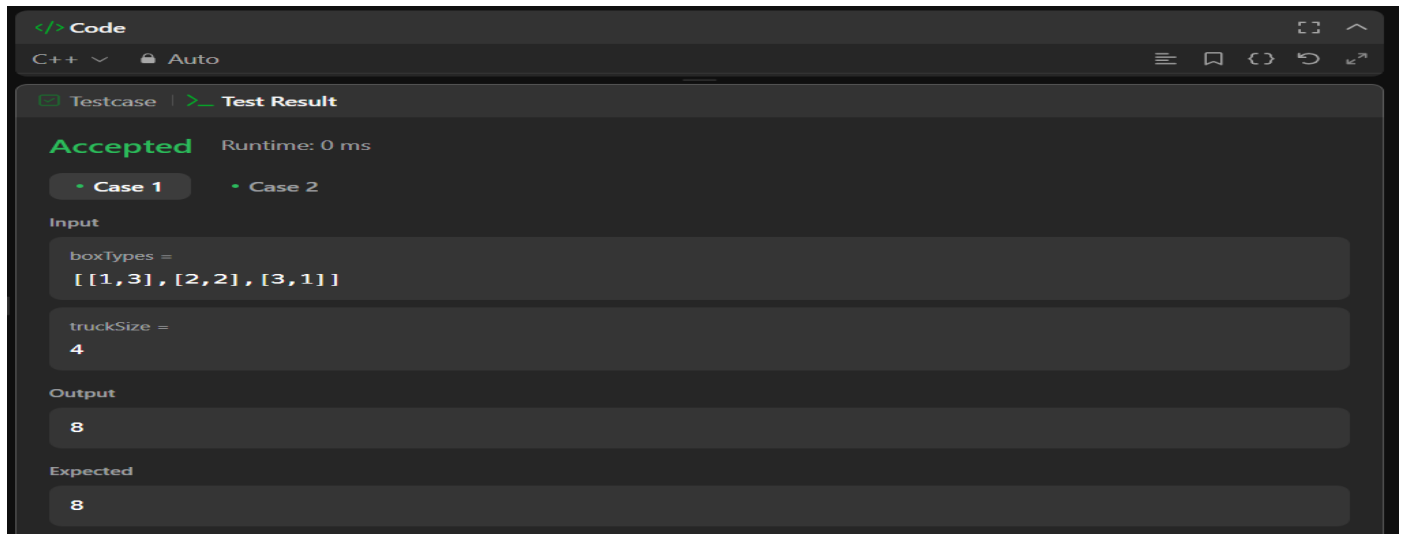 </> Code
C++ Auto
Testcase | >_ Test Result
Accepted Runtime: 0 ms
• Case 1 • Case 2
Input
boxTypes =
[[1,3],[2,2],[3,1]]
truckSize =
4
Output
8
Expected
8